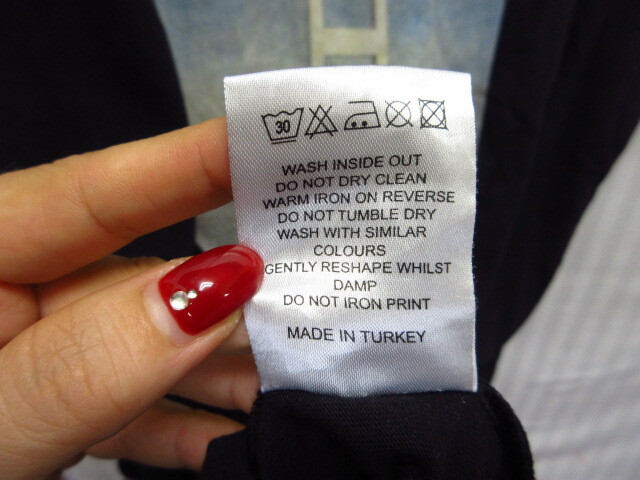 30
WASH INSIDE OUT
DO NOT DRY CLEAN
WARM IRON ON REVERSE
DO NOT TUMBLE DRY
WASH WITH SIMILAR
COLOURS
GENTLY RESHAPE WHILST
DAMP
DO NOT IRON PRINT
MADE IN TURKEY